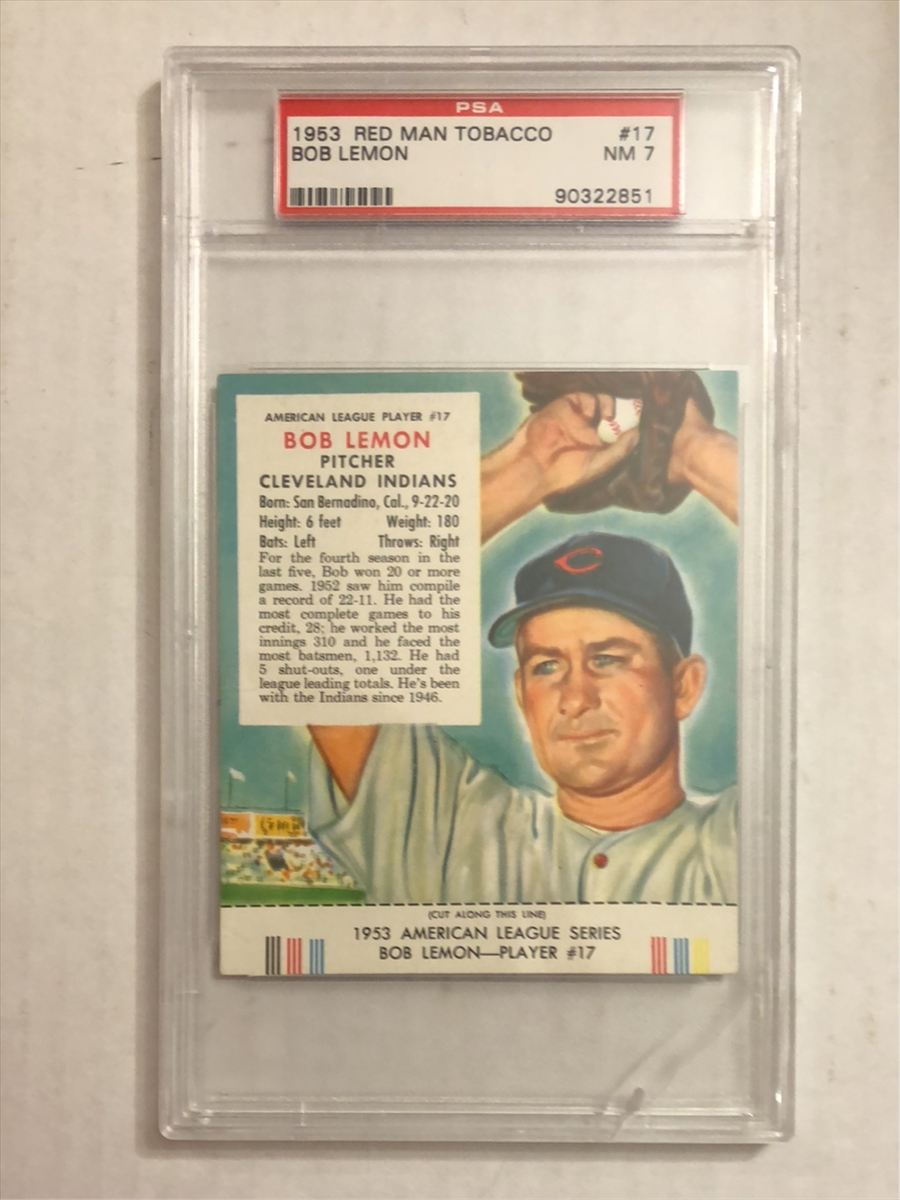 PSA
1953 RED MAN TOBACCO #17
BOB LEMON NM 7
90322851
AMERICAN LEAGUE PLAYER #17
BOB LEMON
PITCHER
CLEVELAND INDIANS
Born: San Bernadino, Cal., 9-22-20
Height: 6 feet Weight: 180
Bats: Left Throws: Right
For the fourth season in the
last five, Bob won 20 or more
games. 1952 saw him compile
a record of 22-11. He had the
most complete games to his
credit, 28; he worked the most
innings 310 and he faced the
most batsmen, 1,132. He had
5 shut-outs, one under the
league leading totals. He's been
with the Indians since 1946.
C
(CUT ALONG THIS LINE)
1953 AMERICAN LEAGUE SERIES
BOB LEMON—PLAYER #17